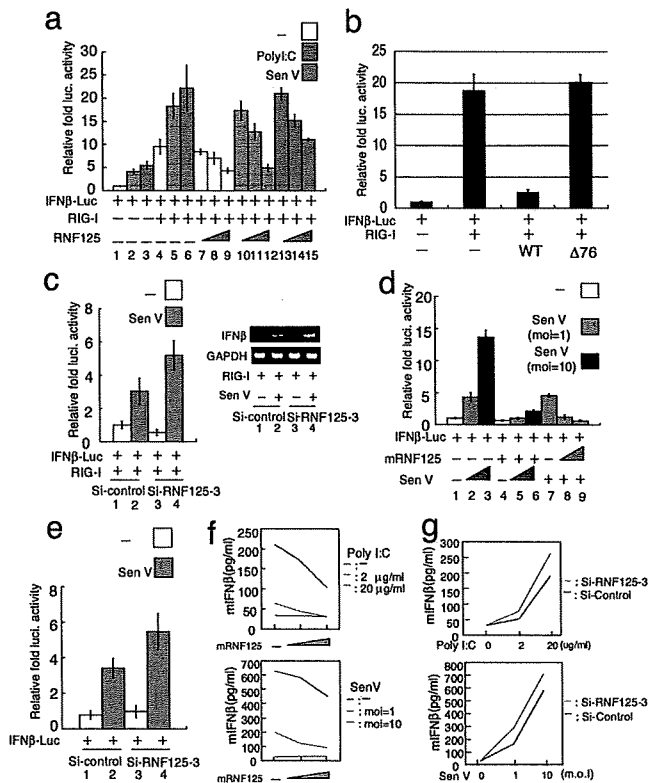 a
Relative fold luc. activity
30
25
20
15
10
5
0
–
PolyI:C
Sen V
IFNβ-Luc + + + + + + + + + + + + + + +
RIG-I – – – + + + + + + + + + + + +
RNF125 – – – – – –
1 2 3 4 5 6 7 8 9 10 11 12 13 14 15
b
Relative fold luc. activity
25
20
15
10
5
0
IFNβ-Luc + + + +
RIG-I – + + +
– – WT Δ76
c
Relative fold luci. activity
8
6
4
2
0
–
Sen V
IFNβ-Luc + + + +
RIG-I + + + +
Si-control Si-RNF125-3
1 2 3 4
IFNβ
GAPDH
RIG-I + + + +
Sen V – + – +
Si-control Si-RNF125-3
1 2 3 4
d
Relative fold luci. activity
20
15
10
5
0
–
Sen V
(moi=1)
Sen V
(moi=10)
IFNβ-Luc + + + + + + + + +
mRNF125 – – – + + + –
Sen V – – + + +
1 2 3 4 5 6 7 8 9
e
Relative fold luci. activity
8
6
4
2
0
–
Sen V
IFNβ-Luc + + + +
Si-control Si-RNF125-3
1 2 3 4
f
mIFNβ(pg/ml)
250
200
150
100
50
0
Poly I:C
: –
: 2 μg/ml
: 20 μg/ml
mRNF125 –
mIFNβ(pg/ml)
700
600
500
400
300
200
100
0
SenV
: –
: moi=1
: moi=10
mRNF125 –
g
mIFNβ(pg/ml)
300
250
200
150
100
50
0
: Si-RNF125-3
: Si-Control
Poly I:C 0 2 20 (ug/ml)
mIFNβ(pg/ml)
800
700
600
500
400
300
200
100
0
: Si-RNF125-3
: Si-Control
Sen V 0 1 10 (m.o.i)